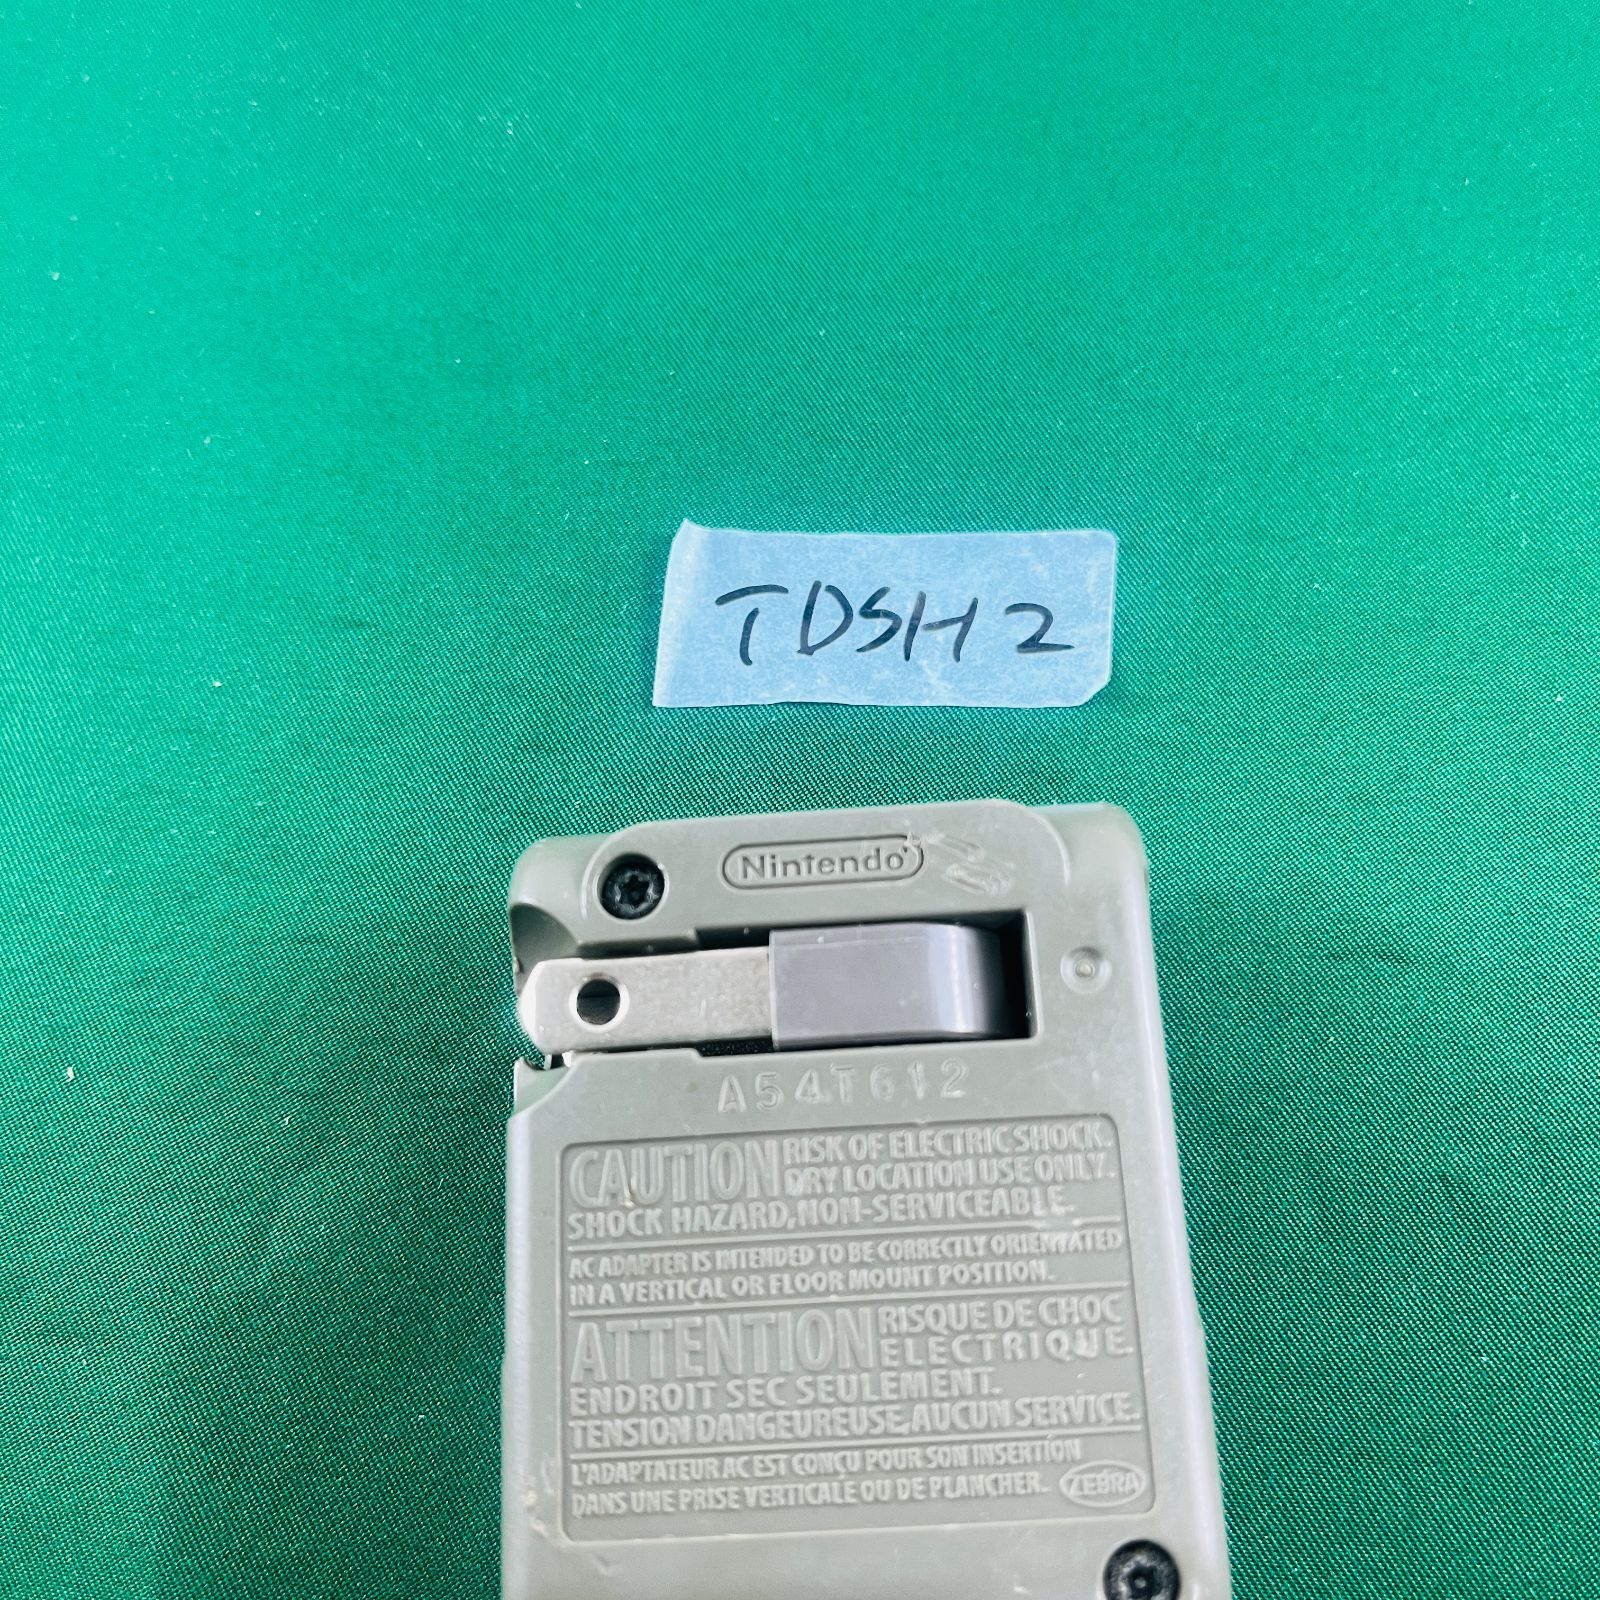 TDSH2
Nintendo
A54T612
CAUTION RISK OF ELECTRIC SHOCK.
DRY LOCATION USE ONLY.
SHOCK HAZARD,NON-SERVICEABLE.
AC ADAPTER IS INTENDED TO BE CORRECTLY ORIENTATED
IN A VERTICAL OR FLOOR MOUNT POSITION.
ATTENTION RISQUE DE CHOC
ELECTRIQUE.
ENDROIT SEC SEULEMENT.
TENSION DANGEUREUSE,AUCUN SERVICE.
L'ADAPTATEUR AC EST CONÇU POUR SON INSERTION
DANS UNE PRISE VERTICALE OU DE PLANCHER. ZEBRA